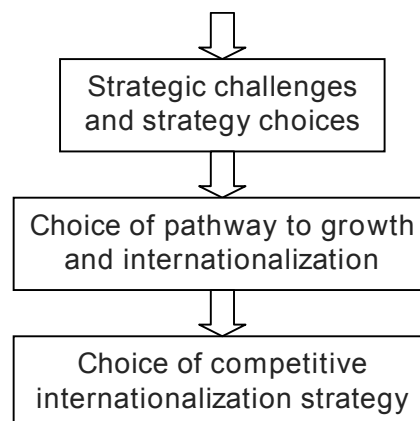 Strategic challenges
and strategy choices
Choice of pathway to growth
and internationalization
Choice of competitive
internationalization strategy